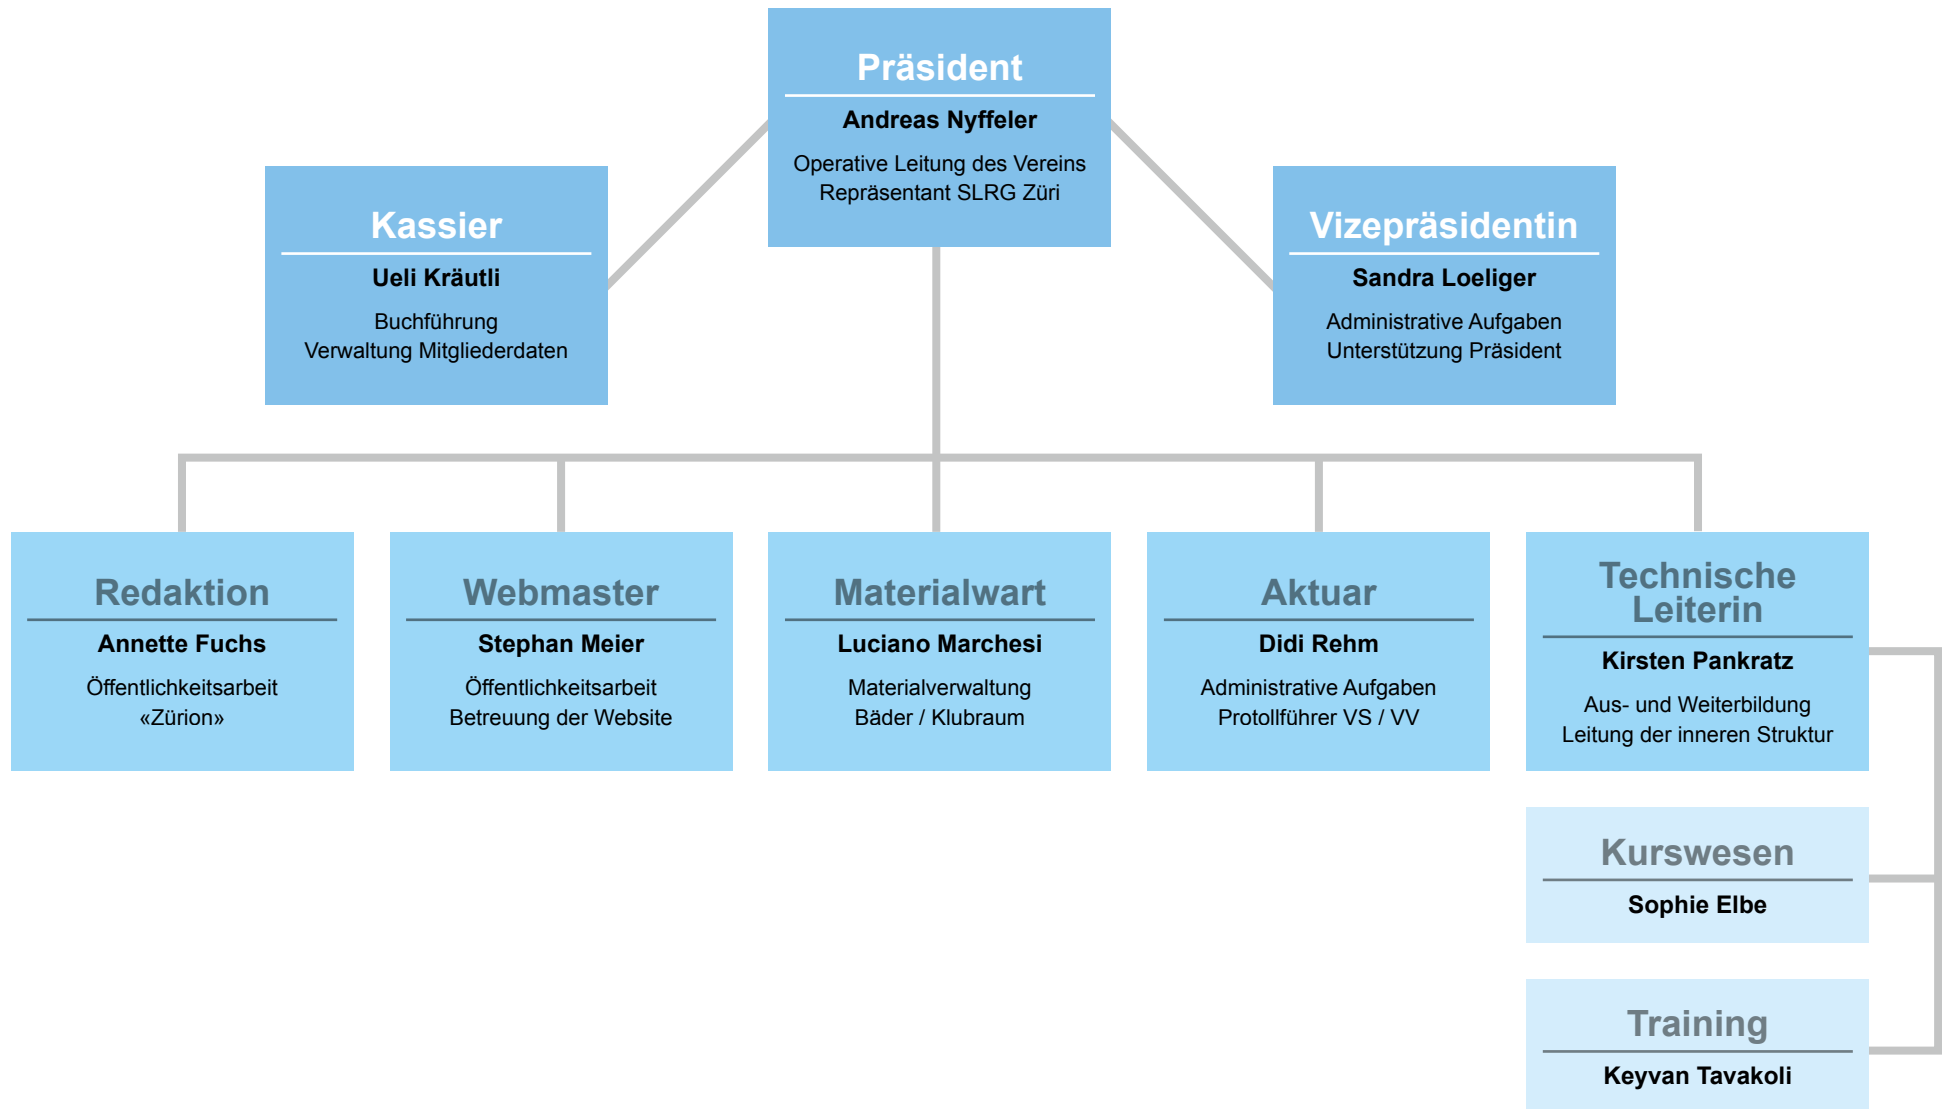 Präsident
Andreas Nyffeler
Operative Leitung des Vereins
Repräsentant SLRG Züri
Kassier
Ueli Kräutli
Buchführung
Verwaltung Mitgliederdaten
Vizepräsidentin
Sandra Loeliger
Administrative Aufgaben
Unterstützung Präsident
Redaktion
Annette Fuchs
Öffentlichkeitsarbeit
«Zürion»
Webmaster
Stephan Meier
Öffentlichkeitsarbeit
Betreuung der Website
Materialwart
Luciano Marchesi
Materialverwaltung
Bäder / Klubraum
Aktuar
Didi Rehm
Administrative Aufgaben
Protollführer VS / VV
Technische
Leiterin
Kirsten Pankratz
Aus- und Weiterbildung
Leitung der inneren Struktur
Kurswesen
Sophie Elbe
Training
Keyvan Tavakoli